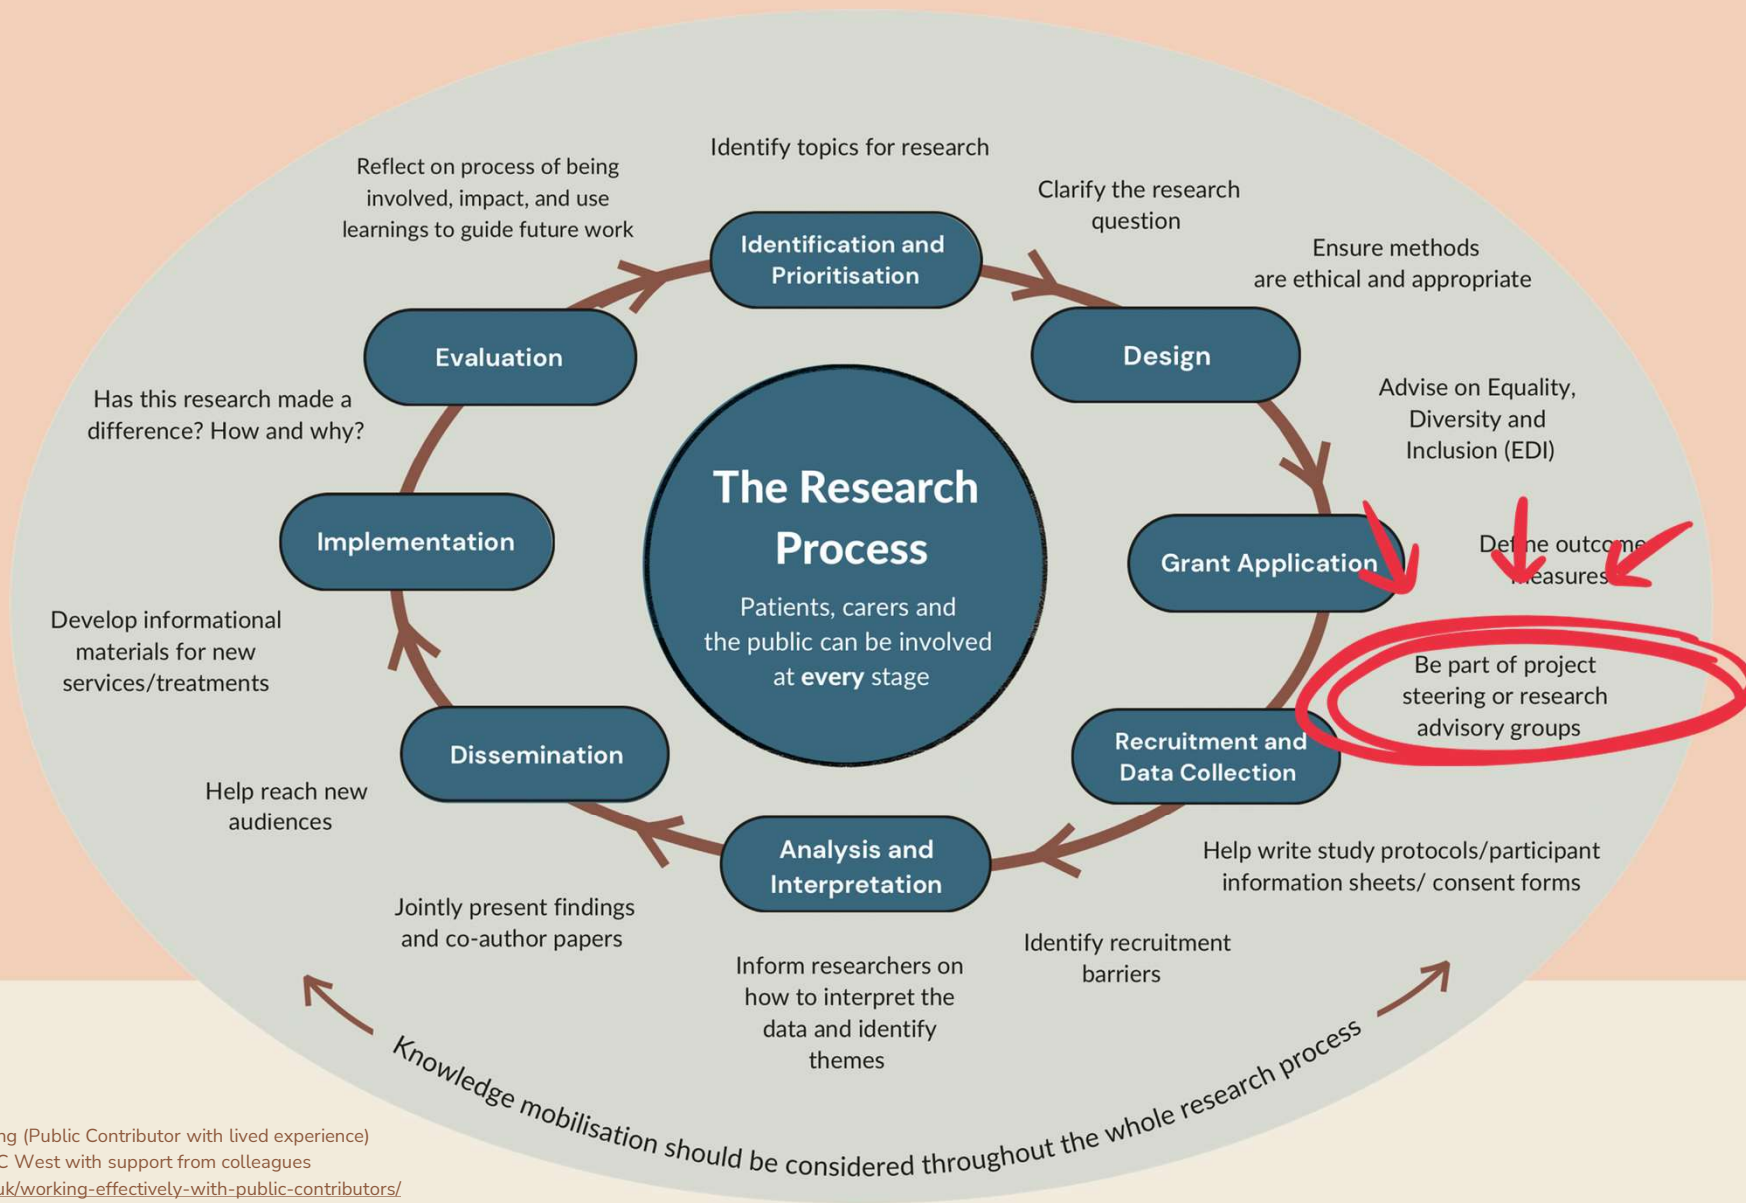 Identify topics for research
Reflect on process of being
involved, impact, and use
learnings to guide future work
Clarify the research
question
Ensure methods
are ethical and appropriate
Identification and
Prioritisation
Evaluation
Design
Has this research made a
difference? How and why?
Advise on Equality,
Diversity and
Inclusion (EDI)
The Research
Process
Patients, carers and
the public can be involved
at every stage
Implementation
Grant Application
Define outcome
measures
Develop informational
materials for new
services/treatments
Be part of project
steering or research
advisory groups
Dissemination
Recruitment and
Data Collection
Help reach new
audiences
Analysis and
Interpretation
Help write study protocols/participant
information sheets/ consent forms
Jointly present findings
and co-author papers
Identify recruitment
barriers
Inform researchers on
how to interpret the
data and identify
themes
Knowledge mobilisation should be considered throughout the whole research process
ng (Public Contributor with lived experience)
C West with support from colleagues
uk/working-effectively-with-public-contributors/